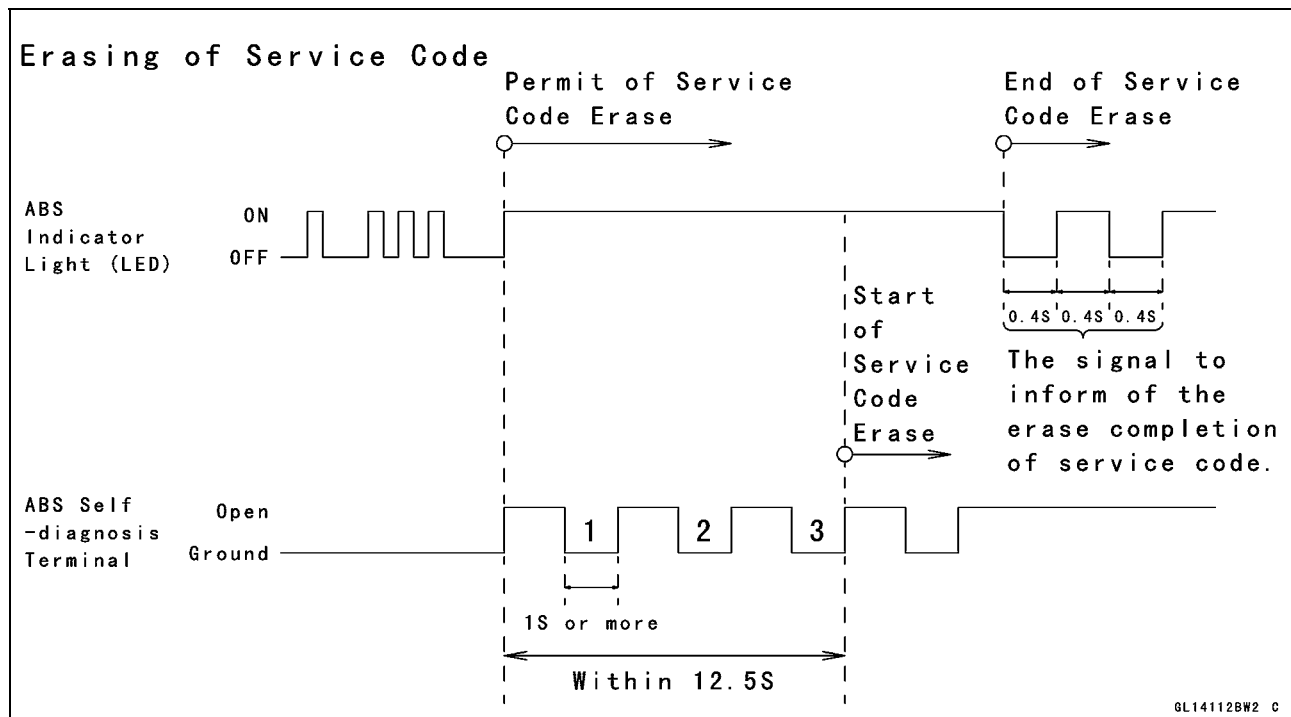 Erasing of Service Code
Permit of Service
Code Erase
End of Service
Code Erase
ABS
Indicator
Light (LED)
ON
OFF
Start
of
Service
Code
Erase
0.4S 0.4S 0.4S
The signal to
inform of the
erase completion
of service code.
ABS Self
-diagnosis
Terminal
Open
Ground
1 2 3
1S or more
Within 12.5S
GL14112BW2 C